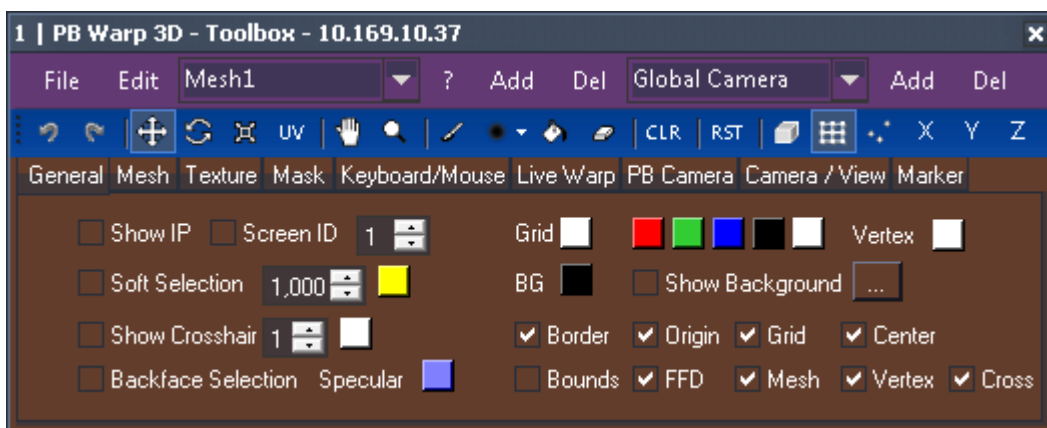 1 | PB Warp 3D - Toolbox - 10.169.10.37
File Edit Mesh1 ? Add Del Global Camera Add Del
UV CLR RST X Y Z
General Mesh Texture Mask Keyboard/Mouse Live Warp PB Camera Camera / View Marker
Show IP Screen ID 1 Grid Vertex
Soft Selection 1,000 BG Show Background ...
Show Crosshair 1 Border Origin Grid Center
Backface Selection Specular Bounds FFD Mesh Vertex Cross